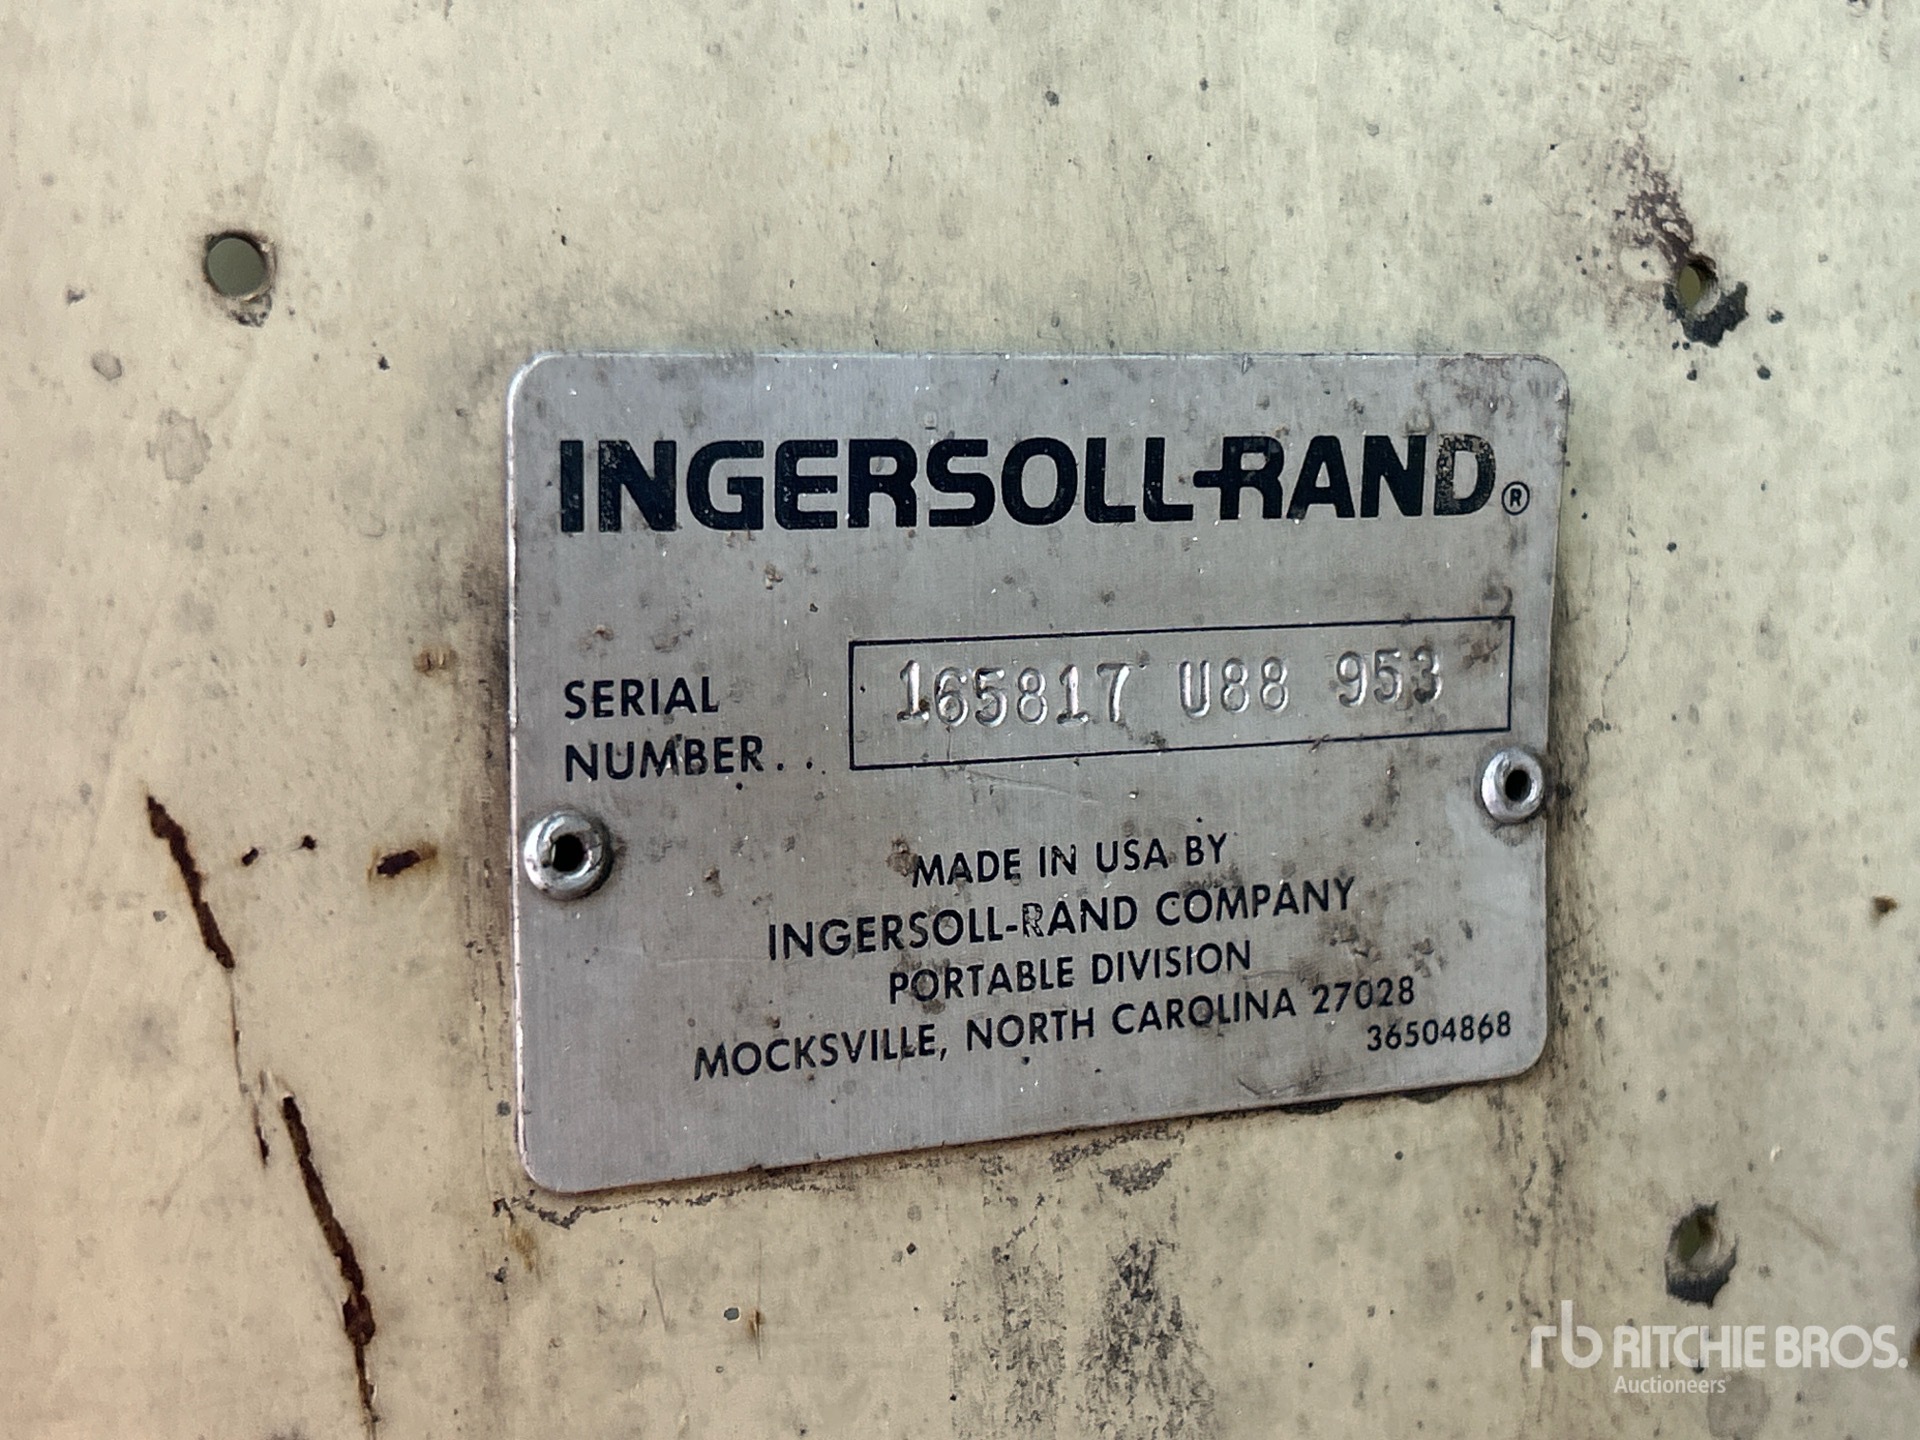 INGERSOLL-RAND®
SERIAL
NUMBER..
165817 U88 953
MADE IN USA BY
INGERSOLL-RAND COMPANY
PORTABLE DIVISION
MOCKSVILLE, NORTH CAROLINA 27028
36504868
rb RITCHIE BROS.
Auctioneers